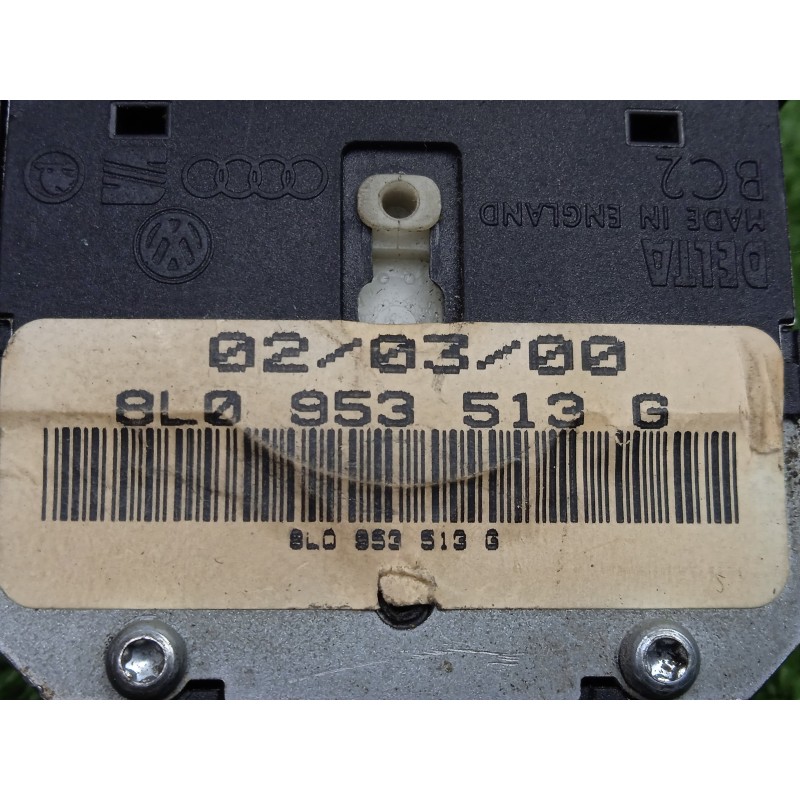 DELTA
MADE IN ENGLAND
BC2
02/03/00
8L0 953 513 G
8L0 953 513 G